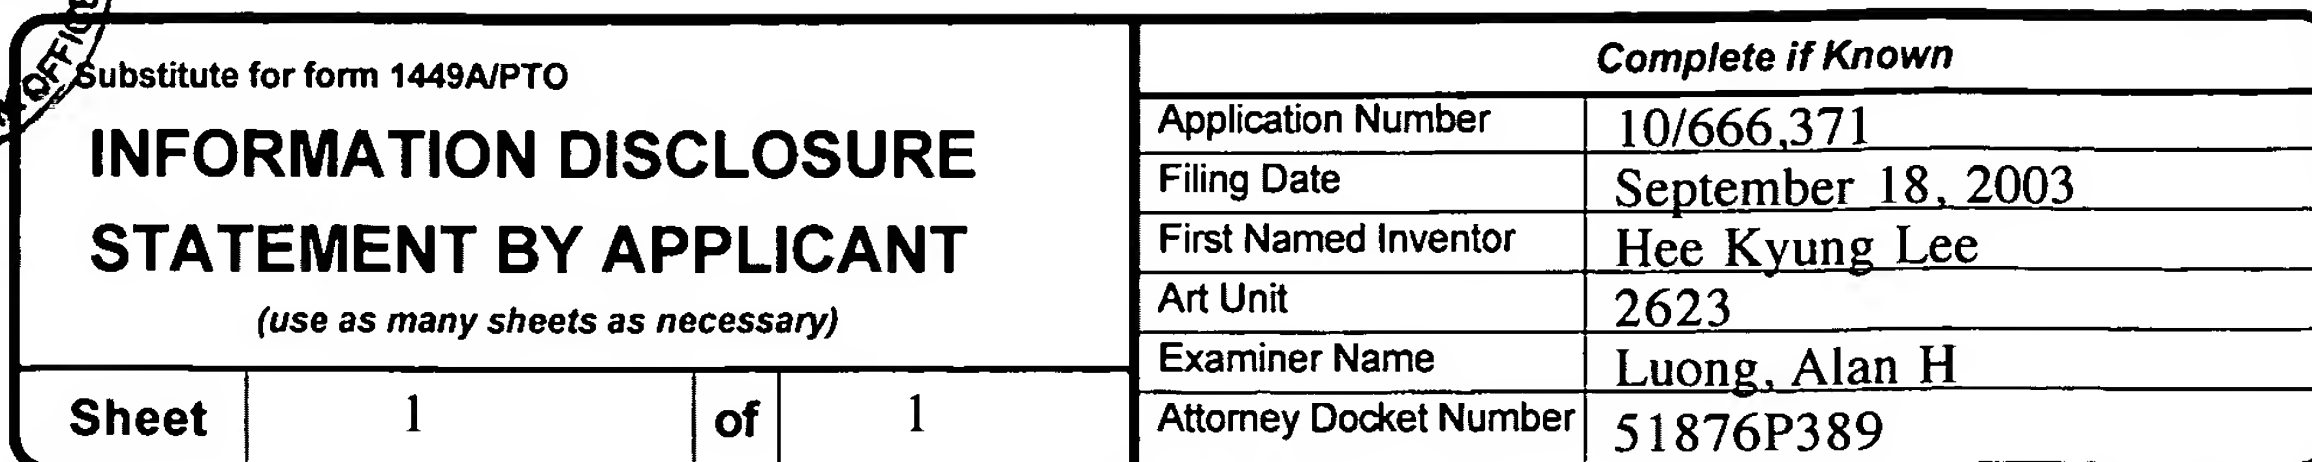 OFFICE
Substitute for form 1449A/PTO
INFORMATION DISCLOSURE
STATEMENT BY APPLICANT
(use as many sheets as necessary)
Sheet 1 of 1
Complete if Known
Application Number 10/666,371
Filing Date September 18, 2003
First Named Inventor Hee Kyung Lee
Art Unit 2623
Examiner Name Luong, Alan H
Attorney Docket Number 51876P389